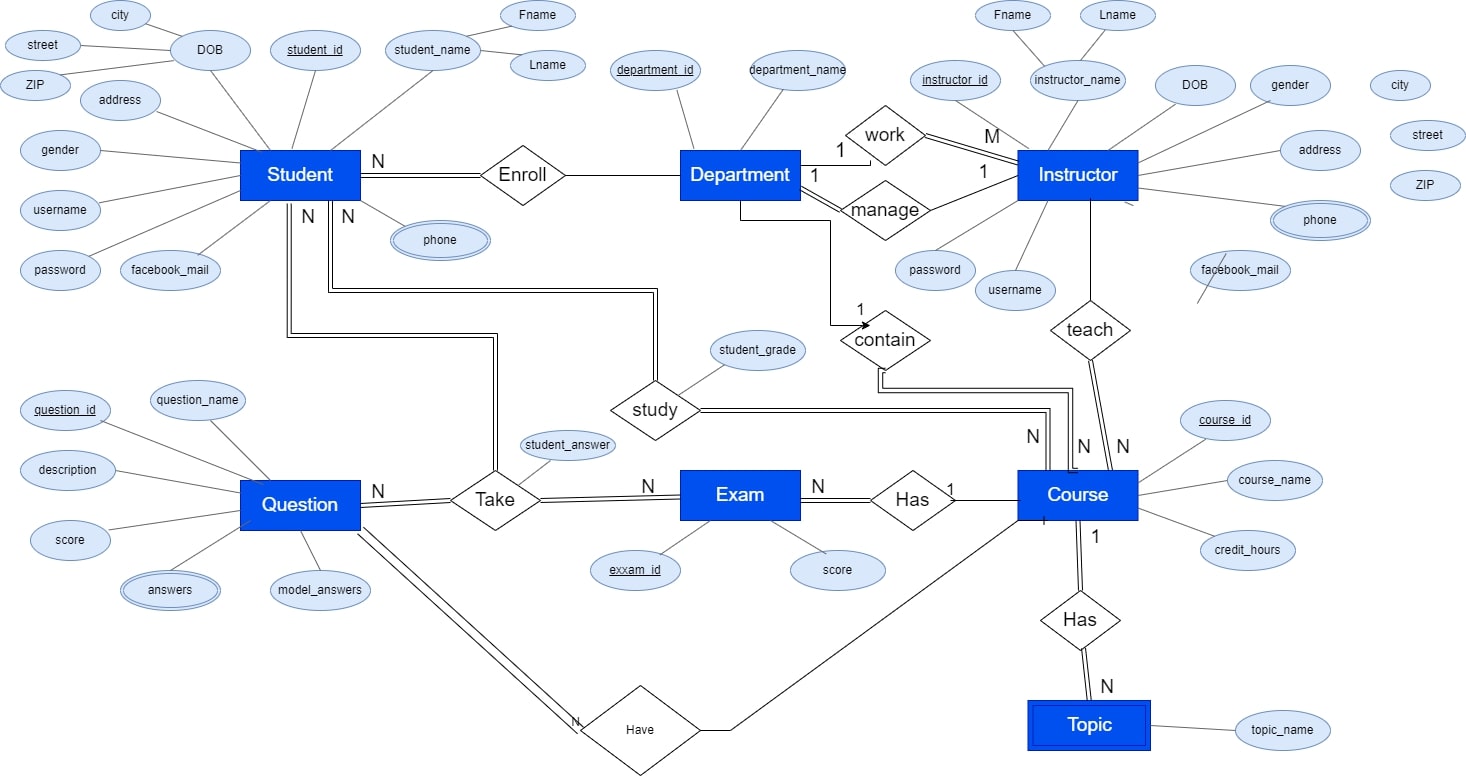 city
Fname
Fname
Lname
street
DOB
student_id
student_name
Lname
department_id
department_name
instructor_id
instructor_name
DOB
gender
city
ZIP
address
street
gender
username
password
facebook_mail
phone
Student
N
N
N
Enroll
Department
1
1
work
M
1
manage
Instructor
address
ZIP
phone
password
username
facebook_mail
1
contain
teach
student_grade
study
N
N
N
question_id
question_name
description
score
answers
model_answers
Question
N
student_answer
Take
N
Exam
N
exxam_id
score
Has
1
Course
course_id
course_name
credit_hours
1
1
Has
N
Topic
topic_name
N
Have